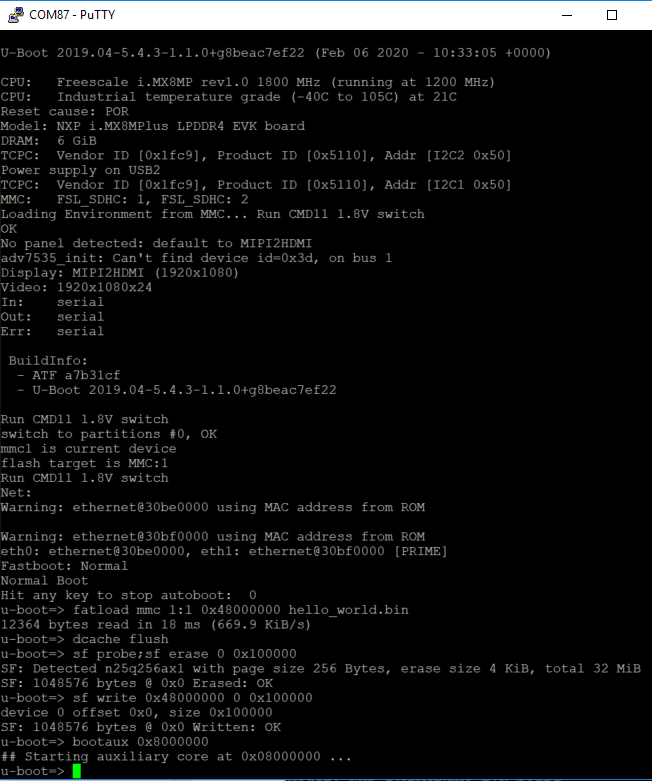 COM87 - PuTTY
U-Boot 2019.04-5.4.3-1.1.0+g8beac7ef22 (Feb 06 2020 - 10:33:05 +0000)
CPU:   Freescale i.MX8MP rev1.0 1800 MHz (running at 1200 MHz)
CPU:   Industrial temperature grade (-40C to 105C) at 21C
Reset cause: POR
Model: NXP i.MX8MPlus LPDDR4 EVK board
DRAM:  6 GiB
TCPC:  Vendor ID [0x1fc9], Product ID [0x5110], Addr [I2C2 0x50]
Power supply on USB2
TCPC:  Vendor ID [0x1fc9], Product ID [0x5110], Addr [I2C1 0x50]
MMC:   FSL_SDHC: 1, FSL_SDHC: 2
Loading Environment from MMC... Run CMD11 1.8V switch
OK
No panel detected: default to MIPI2HDMI
adv7535_init: Can't find device id=0x3d, on bus 1
Display: MIPI2HDMI (1920x1080)
Video: 1920x1080x24
In:    serial
Out:   serial
Err:   serial
 BuildInfo:
  - ATF a7b31cf
  - U-Boot 2019.04-5.4.3-1.1.0+g8beac7ef22
Run CMD11 1.8V switch
switch to partitions #0, OK
mmc1 is current device
flash target is MMC:1
Run CMD11 1.8V switch
Net:
Warning: ethernet@30be0000 using MAC address from ROM
Warning: ethernet@30bf0000 using MAC address from ROM
eth0: ethernet@30be0000, eth1: ethernet@30bf0000 [PRIME]
Fastboot: Normal
Normal Boot
Hit any key to stop autoboot:  0
u-boot=> fatload mmc 1:1 0x48000000 hello_world.bin
12364 bytes read in 18 ms (669.9 KiB/s)
u-boot=> dcache flush
u-boot=> sf probe;sf erase 0 0x100000
SF: Detected n25q256ax1 with page size 256 Bytes, erase size 4 KiB, total 32 MiB
SF: 1048576 bytes @ 0x0 Erased: OK
u-boot=> sf write 0x48000000 0 0x100000
device 0 offset 0x0, size 0x100000
SF: 1048576 bytes @ 0x0 Written: OK
u-boot=> bootaux 0x8000000
## Starting auxiliary core at 0x08000000 ...
u-boot=>